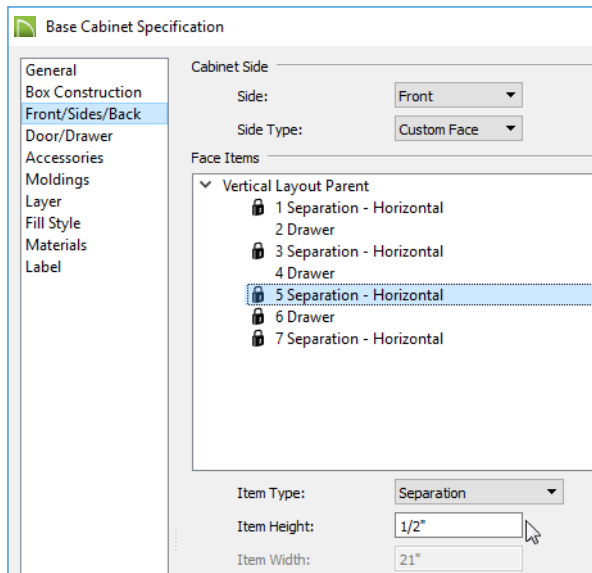 Base Cabinet Specification
General
Box Construction
Front/Sides/Back
Door/Drawer
Accessories
Moldings
Layer
Fill Style
Materials
Label
Cabinet Side
Side: Front
Side Type: Custom Face
Face Items
Vertical Layout Parent
1 Separation - Horizontal
2 Drawer
3 Separation - Horizontal
4 Drawer
5 Separation - Horizontal
6 Drawer
7 Separation - Horizontal
Item Type: Separation
Item Height: 1/2"
Item Width: 21"